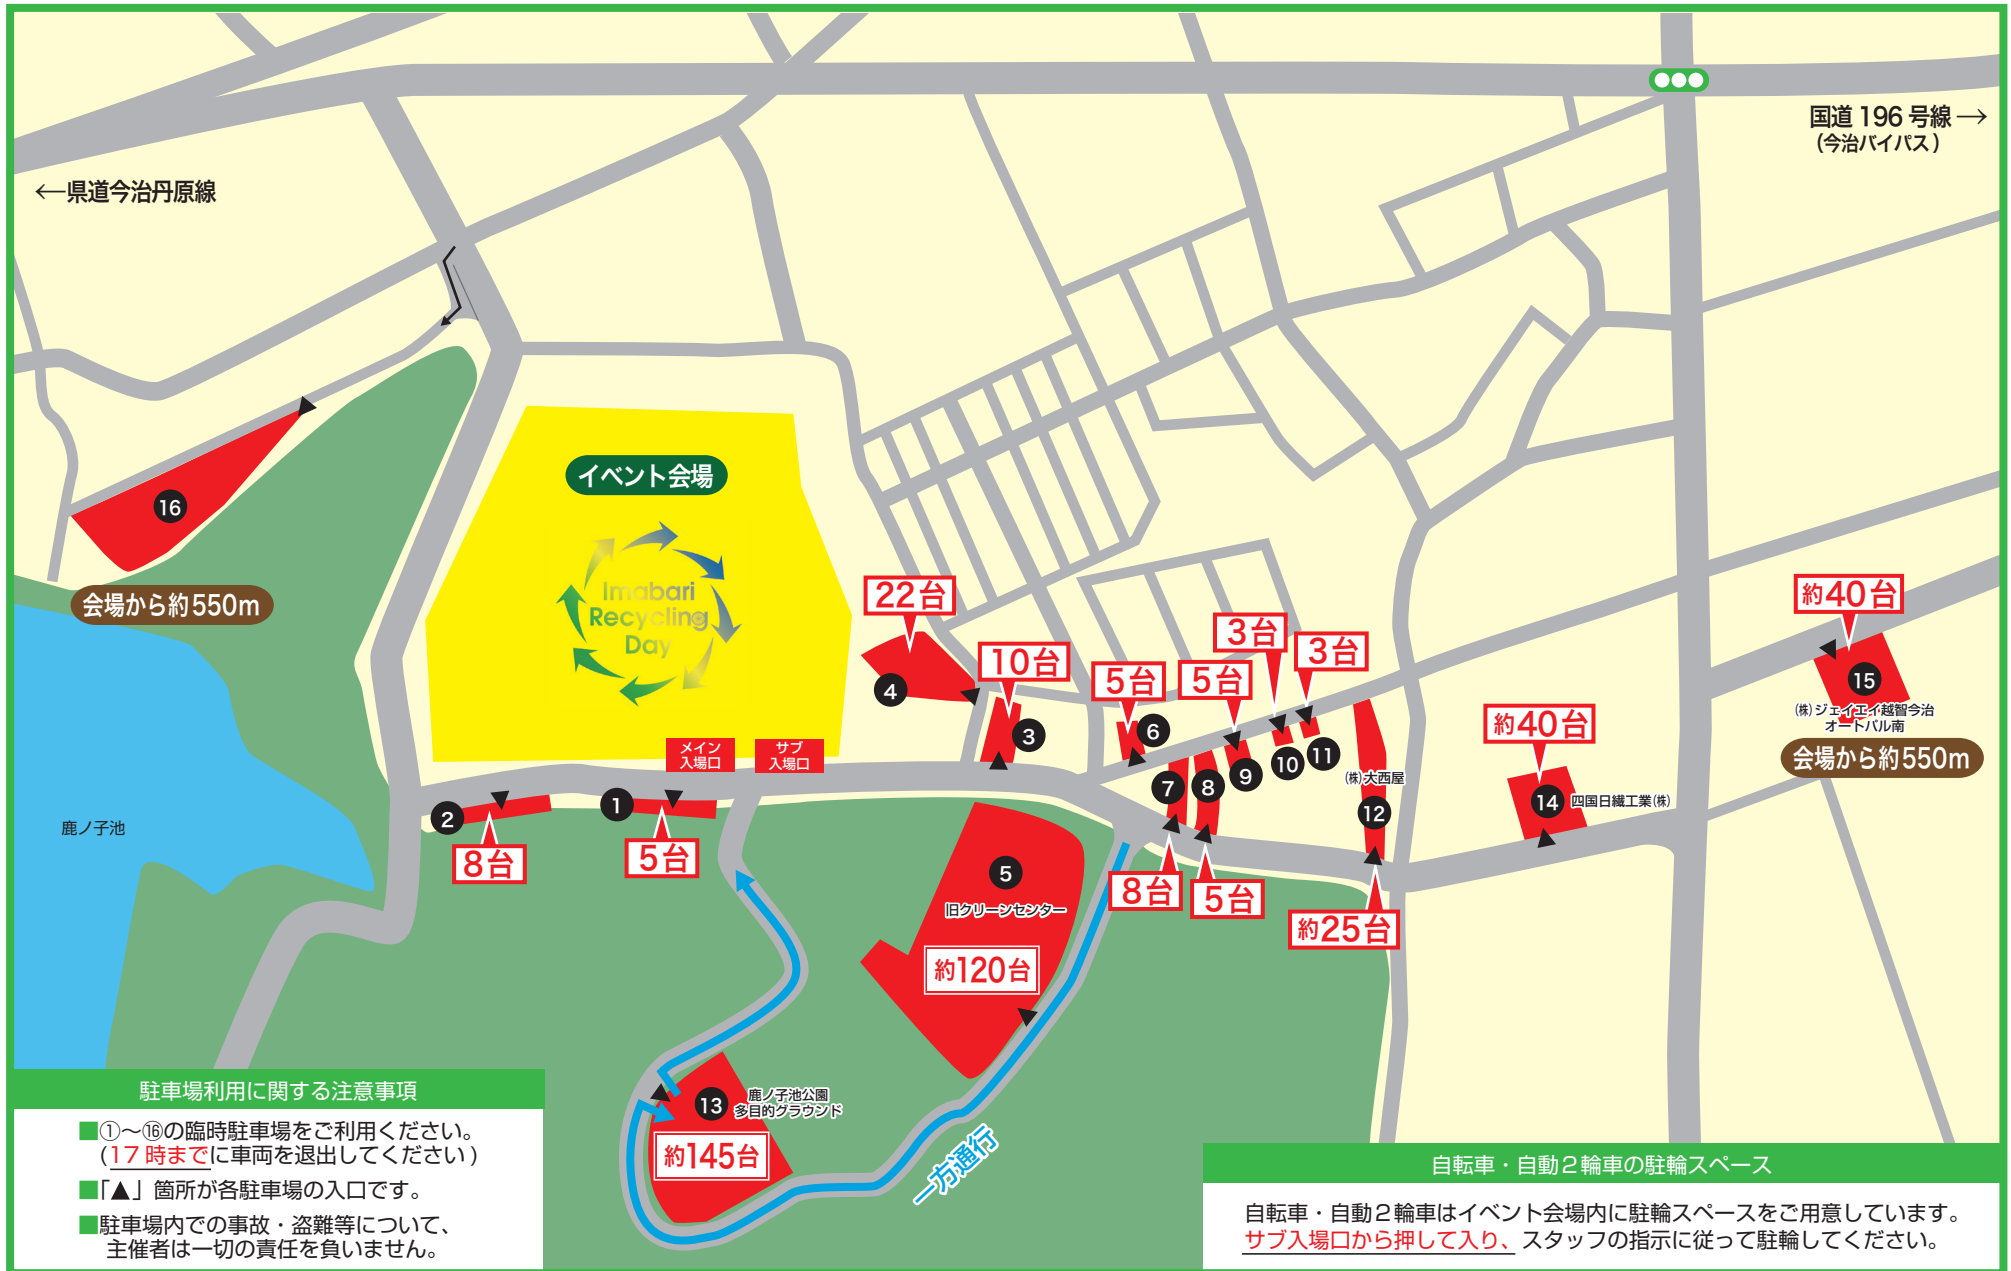 国道 196 号線→
(今治バイパス)
←県道今治丹原線
イベント会場
Imabari
Recycling
Day
16
会場から約550m
22台
4
10台
3
5台
6
5台
9
3台
10
3台
11
約40台
15
(株)ジェイエイ越智今治
オートパル南
会場から約550m
約40台
14
四国日繊工業(株)
(株)大西屋
12
約25台
7
8台
8
5台
メイン
入場口
サブ
入場口
2
8台
1
5台
鹿ノ子池
5
旧クリーンセンター
約120台
13
鹿ノ子池公園
多目的グラウンド
約145台
一方通行
駐車場利用に関する注意事項
■①～⑯の臨時駐車場をご利用ください。
(17 時までに車両を退出してください)
■「▲」箇所が各駐車場の入口です。
■駐車場内での事故・盗難等について、
主催者は一切の責任を負いません。
自転車・自動２輪車の駐輪スペース
自転車・自動２輪車はイベント会場内に駐輪スペースをご用意しています。
サブ入場口から押して入り、スタッフの指示に従って駐輪してください。